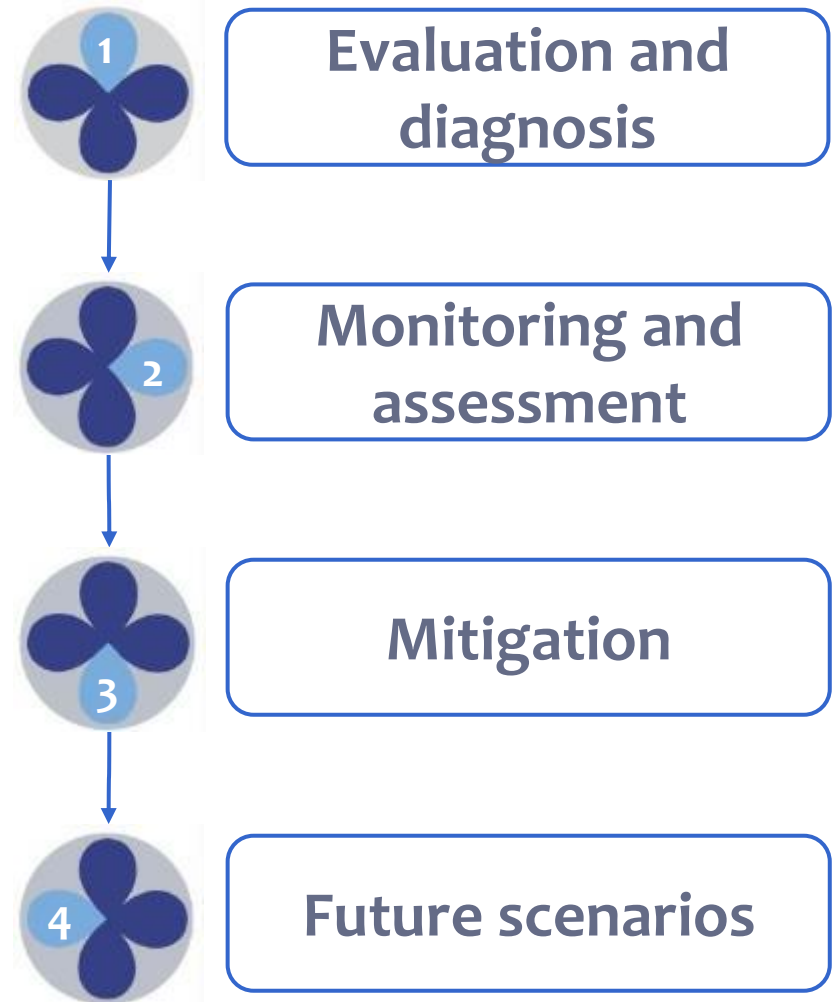 1
Evaluation and
diagnosis
2
Monitoring and
assessment
3
Mitigation
4
Future scenarios